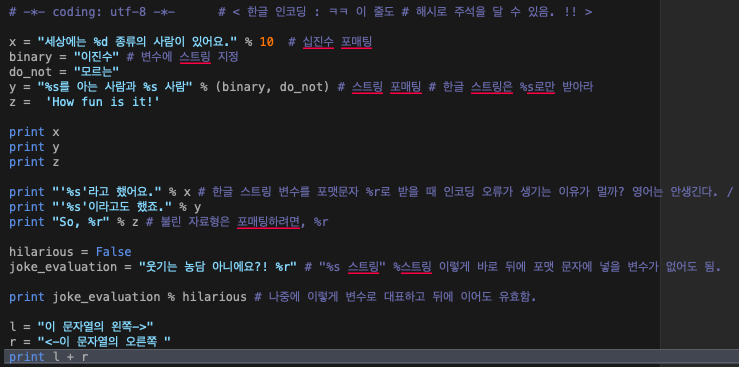 # -*- coding: utf-8 -*-      # < 한글 인코딩 : ㅋㅋ 이 줄도 # 해시로 주석을 달 수 있음. !! >
x = "세상에는 %d 종류의 사람이 있어요." % 10  # 십진수 포매팅
binary = "이진수" # 변수에 스트링 지정
do_not = "모르는"
y = "%s를 아는 사람과 %s 사람" % (binary, do_not) # 스트링 포매팅 # 한글 스트링은 %s로만 받아라
z =  'How fun is it!'
print x
print y
print z
print "'%s'라고 했어요." % x # 한글 스트링 변수를 포맷문자 %r로 받을 때 인코딩 오류가 생기는 이유가 멀까? 영어는 안생긴다. /
print "'%s'이라고도 했죠." % y
print "So, %r" % z # 불린 자료형은 포매팅하려면, %r
hilarious = False
joke_evaluation = "웃기는 농담 아니에요?! %r" # "%s 스트링" %스트링 이렇게 바로 뒤에 포맷 문자에 넣을 변수가 없어도 됨.
print joke_evaluation % hilarious # 나중에 이렇게 변수로 대표하고 뒤에 이어도 유효함.
l = "이 문자열의 왼쪽->"
r = "<-이 문자열의 오른쪽 "
print l + r